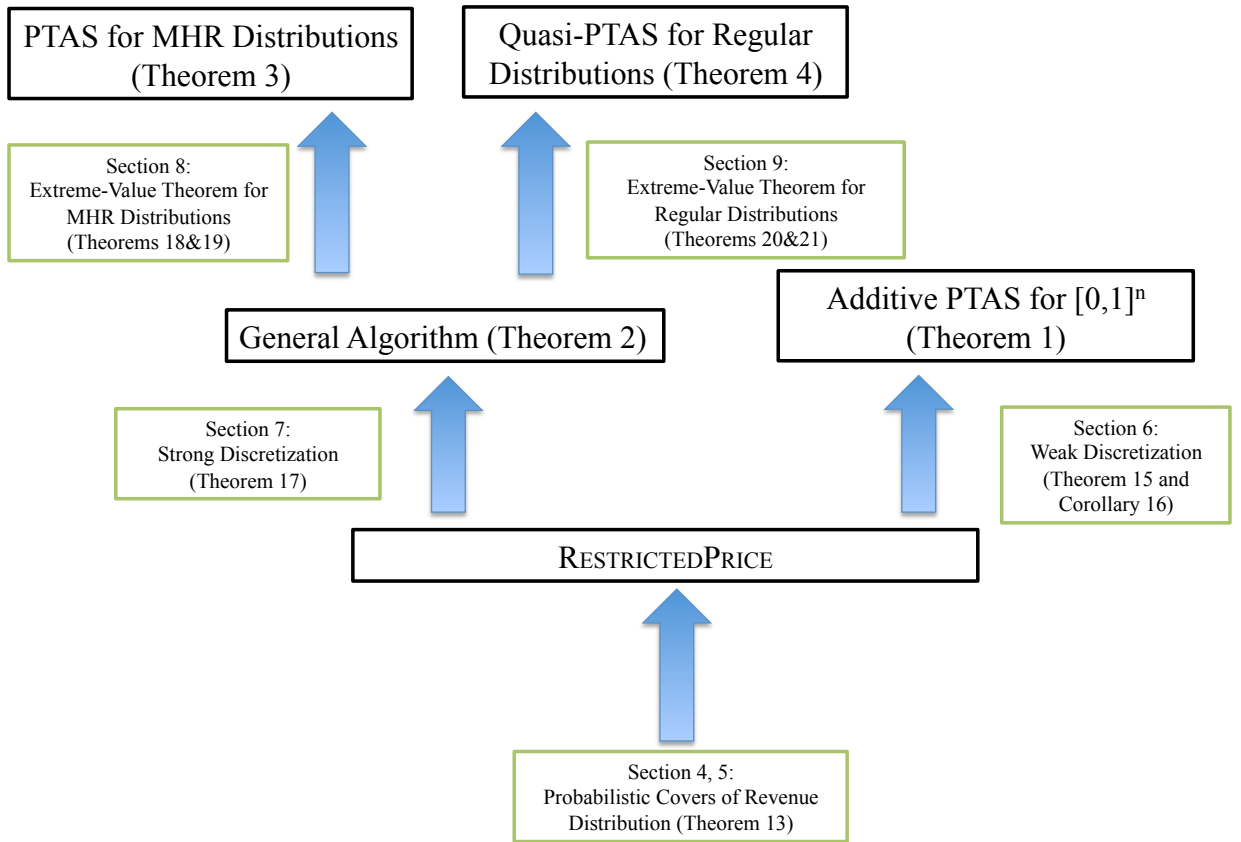 PTAS for MHR Distributions
(Theorem 3)
Quasi-PTAS for Regular
Distributions (Theorem 4)
Section 8:
Extreme-Value Theorem for
MHR Distributions
(Theorems 18&19)
Section 9:
Extreme-Value Theorem for
Regular Distributions
(Theorems 20&21)
General Algorithm (Theorem 2)
Additive PTAS for [0,1]ⁿ
(Theorem 1)
Section 7:
Strong Discretization
(Theorem 17)
Section 6:
Weak Discretization
(Theorem 15 and
Corollary 16)
RESTRICTEDPRICE
Section 4, 5:
Probabilistic Covers of Revenue
Distribution (Theorem 13)